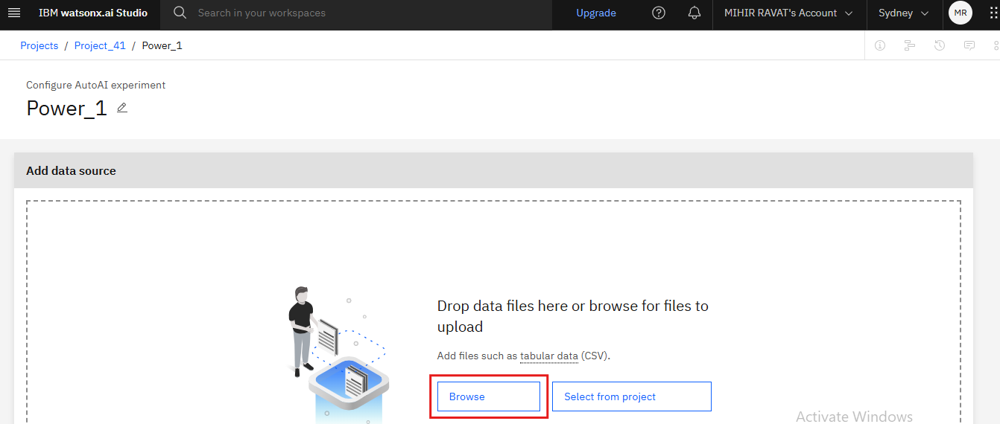 IBM watsonx.ai Studio
Search in your workspaces
Upgrade
MIHIR RAVAT's Account
Sydney
MR
Projects / Project_41 / Power_1
Configure AutoAI experiment
Power_1
Add data source
Drop data files here or browse for files to
upload
Add files such as tabular data (CSV).
Browse
Select from project
Activate Windows